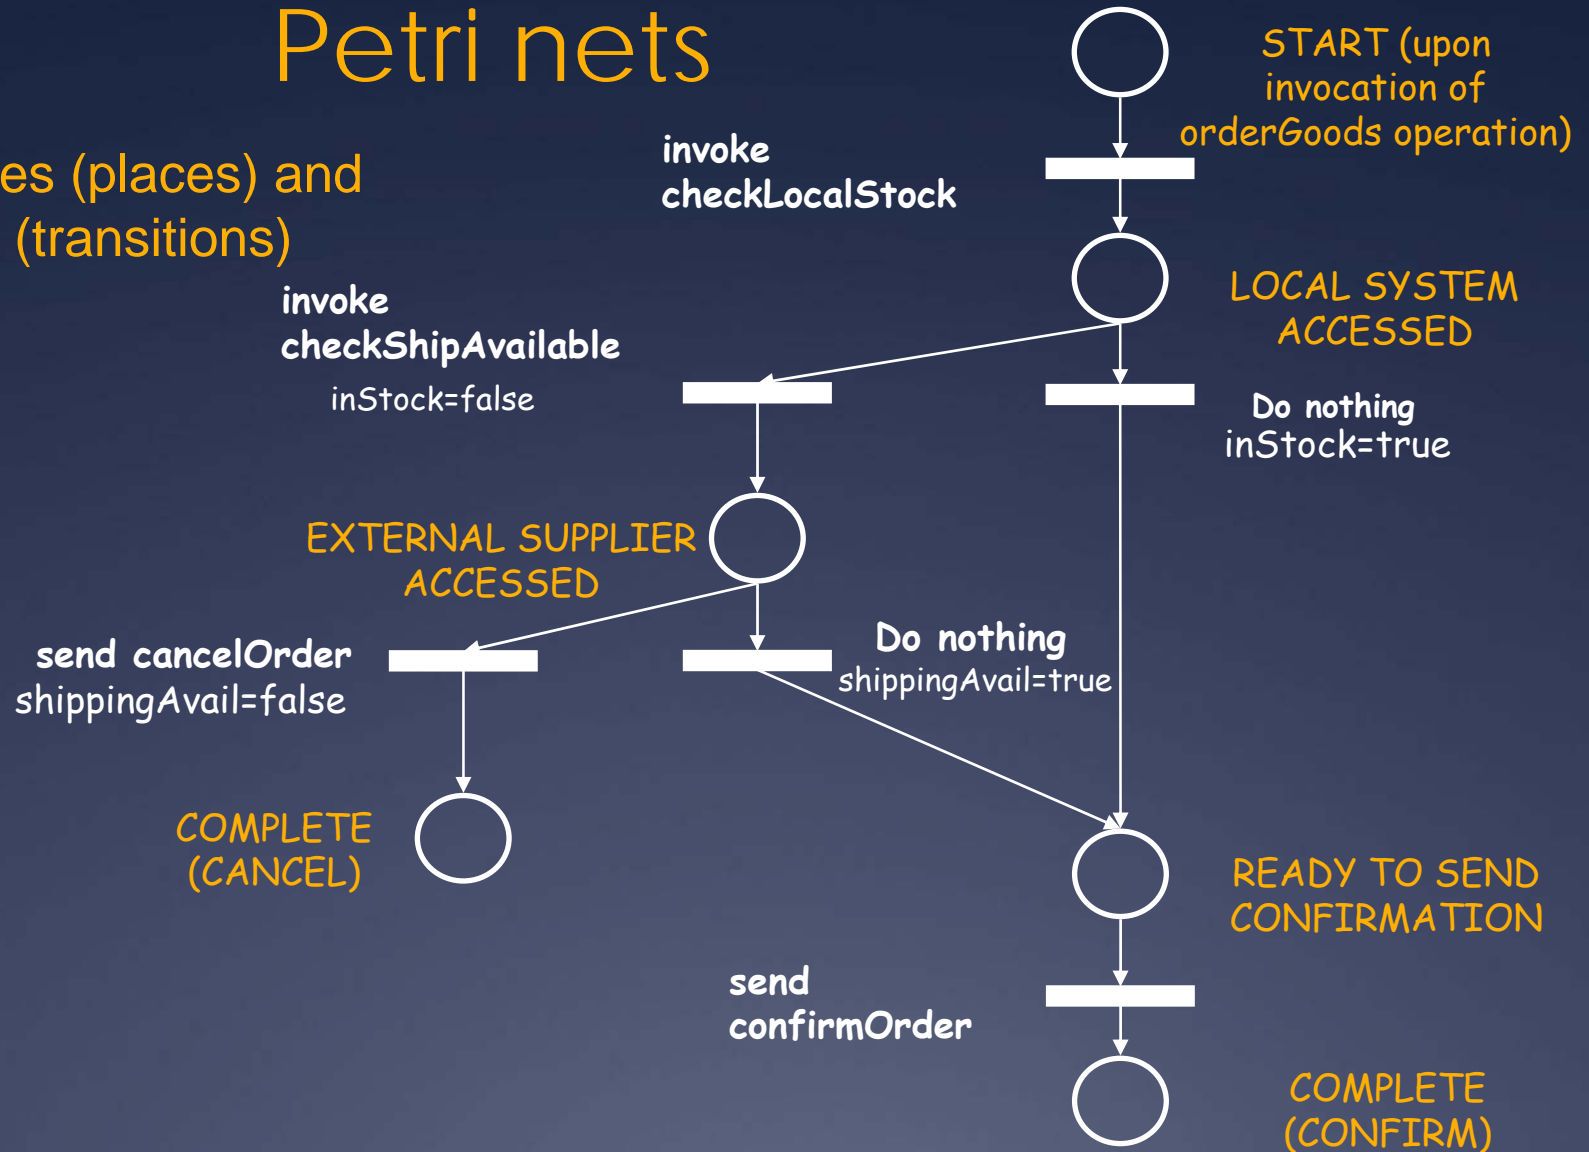 Petri nets
es (places) and
(transitions)
START (upon
invocation of
orderGoods operation)
invoke
checkLocalStock
LOCAL SYSTEM
ACCESSED
invoke
checkShipAvailable
inStock=false
Do nothing
inStock=true
EXTERNAL SUPPLIER
ACCESSED
send cancelOrder
shippingAvail=false
Do nothing
shippingAvail=true
COMPLETE
(CANCEL)
READY TO SEND
CONFIRMATION
send
confirmOrder
COMPLETE
(CONFIRM)